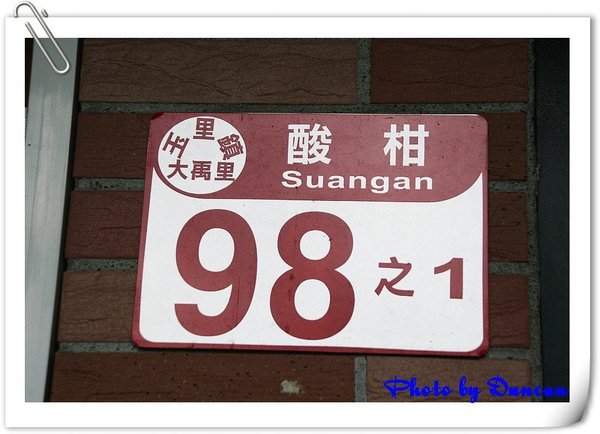 玉里鎮
大禹里
酸柑
Suangan
98之1
Photo by Duncan